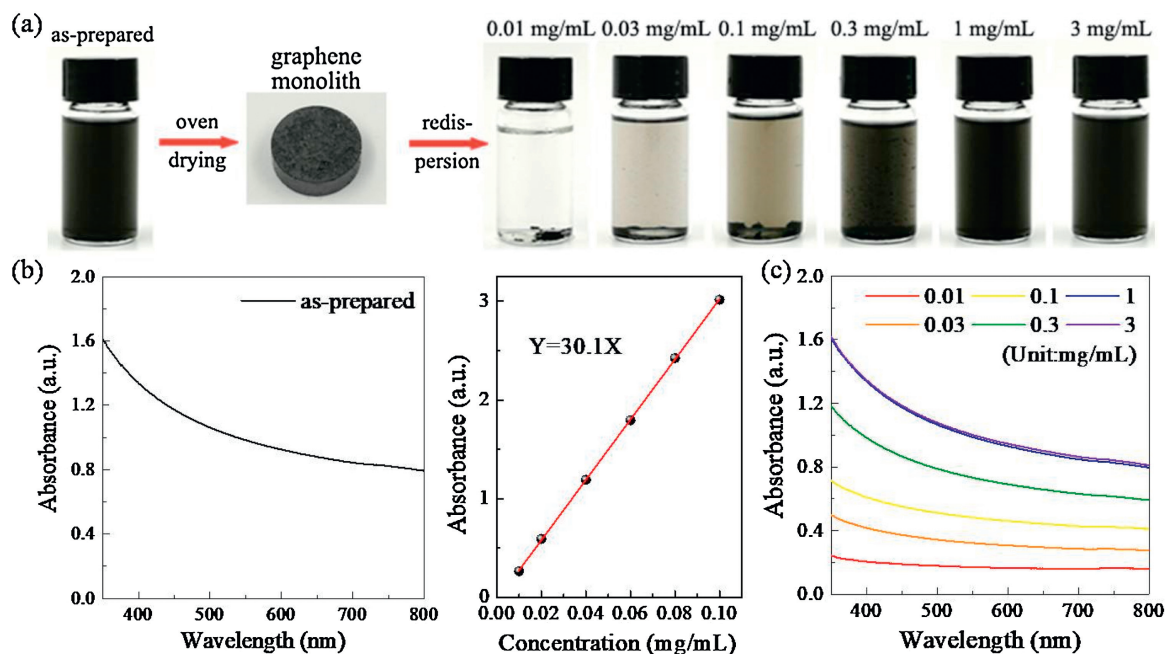 (a)
as-prepared
oven
drying
graphene
monolith
redis-
persion
0.01 mg/mL
0.03 mg/mL
0.1 mg/mL
0.3 mg/mL
1 mg/mL
3 mg/mL
(b)
Absorbance (a.u.)
2.0
1.6
1.2
0.8
0.4
0.0
as-prepared
400
500
600
700
800
Wavelength (nm)
Absorbance (a.u.)
3
2
1
0
Y=30.1X
0.00
0.02
0.04
0.06
0.08
0.10
Concentration (mg/mL)
(c)
Absorbance (a.u.)
2.0
1.6
1.2
0.8
0.4
0.0
0.01
0.1
1
0.03
0.3
3
(Unit:mg/mL)
400
500
600
700
800
Wavelength (nm)